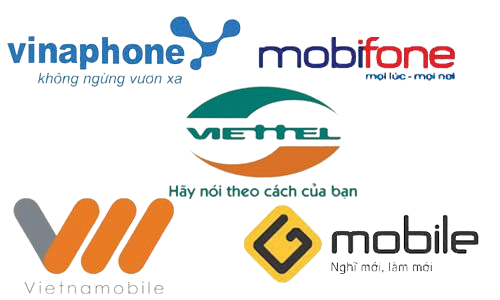 vinaphone
không ngừng vươn xa
mobifone
mọi lúc - mọi nơi
VIETTEL
Hãy nói theo cách của bạn
Vietnamobile
G mobile
Nghĩ mới, làm mới